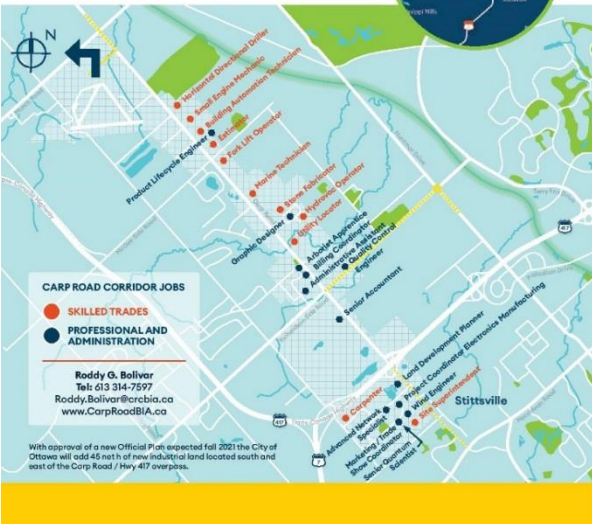 N
Horizontal Directional Driller
Small Engine Mechanic
Building Automation Technician
Estimator
Fork Lift Operator
Product Lifecycle Engineer
Marine Technician
Stone Fabricator
Hydrovac Operator
Graphic Designer
Utility Locator
Arborjet Apprentice
Billing Coordinator
Administrative Assistant
Quality Control
Engineer
Senior Accountant
417
CARP ROAD CORRIDOR JOBS
SKILLED TRADES
PROFESSIONAL AND
ADMINISTRATION
Roddy G. Bolivar
Tel: 613 314-7597
Roddy.Bolivar@crcbia.ca
www.CarpRoadBIA.ca
Land Development Planner
Project Coordinator Electronics Manufacturing
Wind Engineer
Site Superintendent
Stittsville
Carpenter
Advanced Network
Specialist
Marketing / Trade
Show Coordinator
Senior Quantum
Scientist
417
7
With approval of a new Official Plan expected fall 2021 the City of
Ottawa will add 45 net h of new industrial land located south and
east of the Carp Road / Hwy 417 overpass.